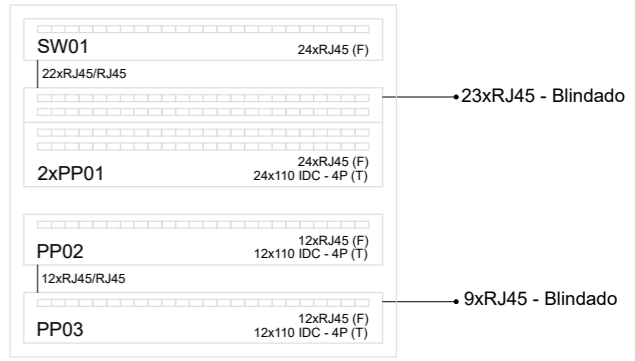 SW01
24xRJ45 (F)
22xRJ45/RJ45
23xRJ45 - Blindado
2xPP01
24xRJ45 (F)
24x110 IDC - 4P (T)
PP02
12xRJ45 (F)
12x110 IDC - 4P (T)
12xRJ45/RJ45
9xRJ45 - Blindado
PP03
12xRJ45 (F)
12x110 IDC - 4P (T)